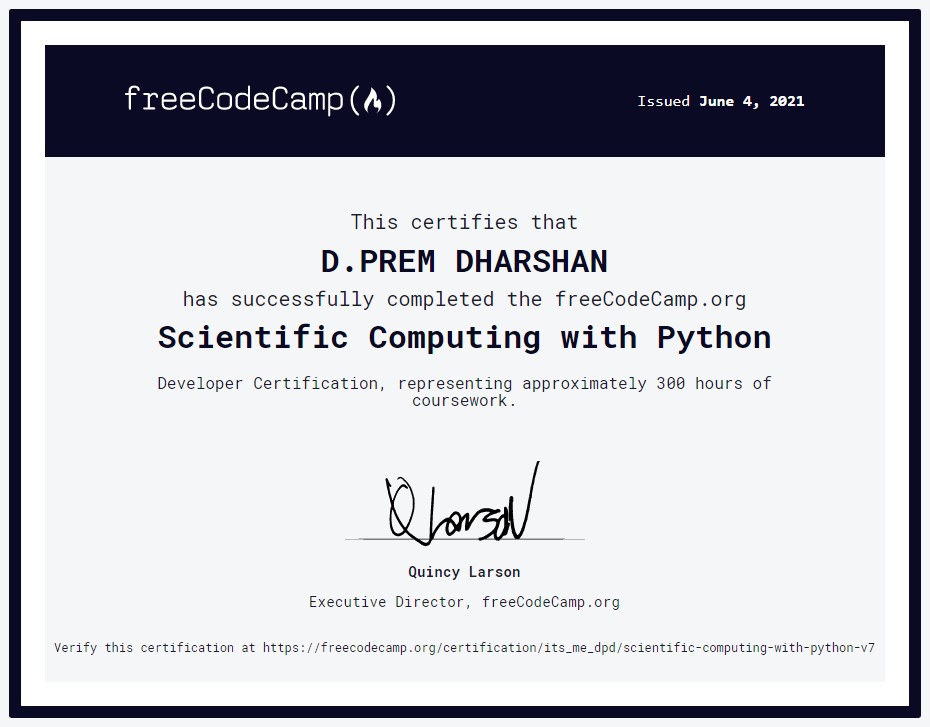 freeCodeCamp(🔥)
Issued June 4, 2021
This certifies that
D.PREM DHARSHAN
has successfully completed the freeCodeCamp.org
Scientific Computing with Python
Developer Certification, representing approximately 300 hours of
coursework.
Q Larson
Quincy Larson
Executive Director, freeCodeCamp.org
Verify this certification at https://freecodecamp.org/certification/its_me_dpd/scientific-computing-with-python-v7